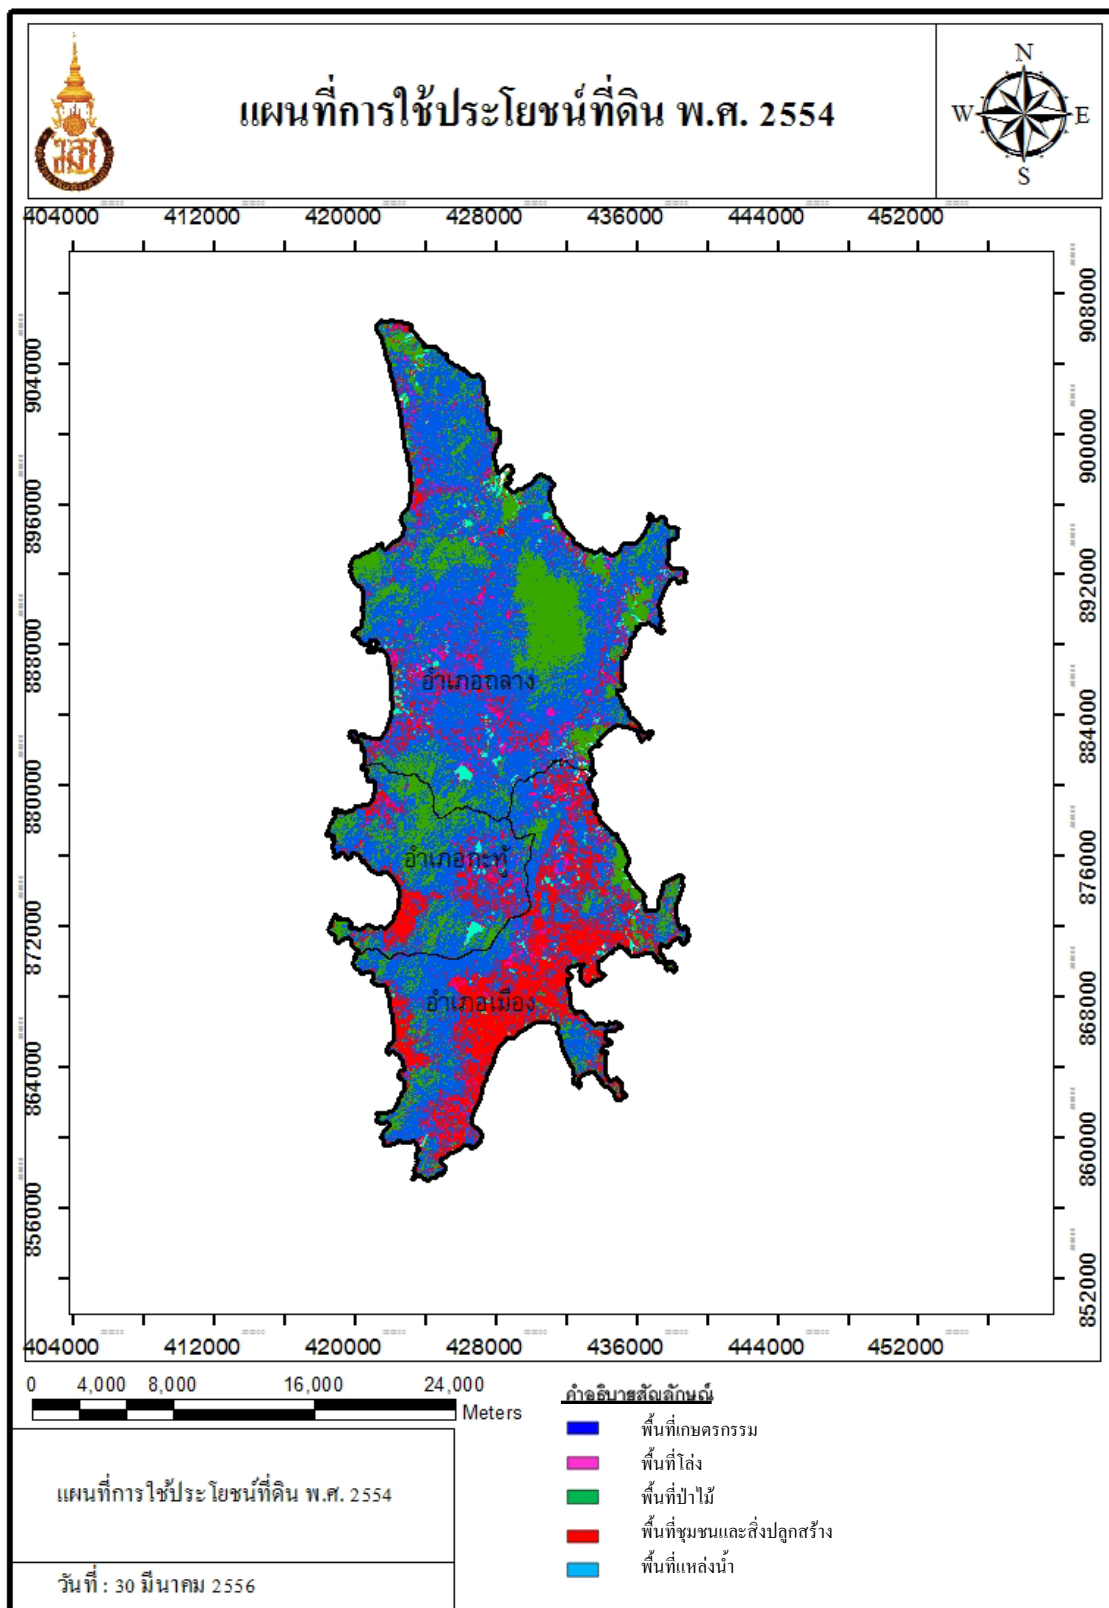 แผนที่การใช้ประโยชน์ที่ดิน พ.ศ. 2554
N
W E
S
404000 412000 420000 428000 436000 444000 452000
908000
904000
900000
896000
892000
888000
884000
880000
876000
872000
868000
864000
860000
856000
852000
อำเภอถลาง
อำเภอกะทู้
อำเภอเมือง
404000 412000 420000 428000 436000 444000 452000
0 4,000 8,000 16,000 24,000
Meters
คำอธิบายสัญลักษณ์
พื้นที่เกษตรกรรม
พื้นที่โล่ง
พื้นที่ป่าไม้
พื้นที่ชุมชนและสิ่งปลูกสร้าง
พื้นที่แหล่งน้ำ
แผนที่การใช้ประโยชน์ที่ดิน พ.ศ. 2554
วันที่ : 30 มีนาคม 2556